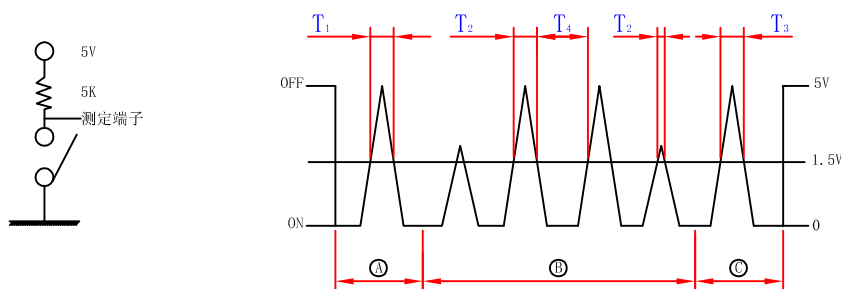 5V
5K
测定端子
T1 T2 T4 T2 T3
OFF 5V
1.5V
ON 0
A B C